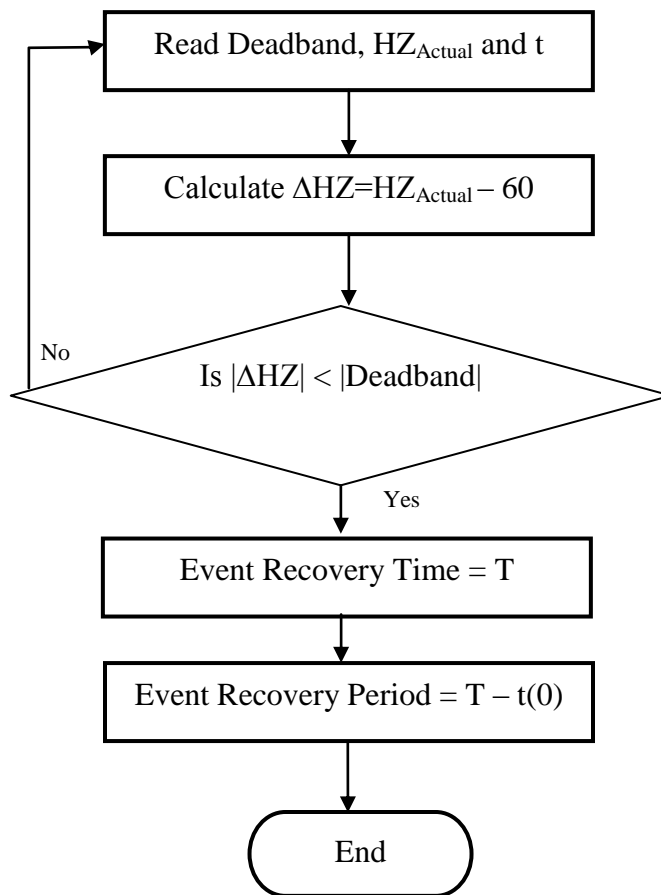 Read Deadband, HZActual and t
Calculate ΔHZ=HZActual – 60
No
Is |ΔHZ| < |Deadband|
Yes
Event Recovery Time = T
Event Recovery Period = T – t(0)
End